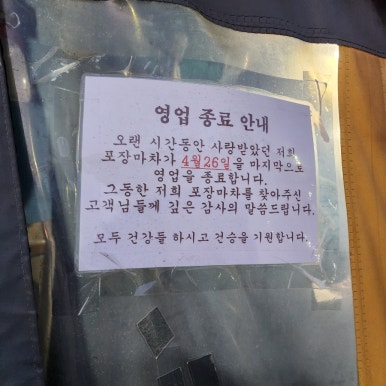 영업 종료 안내
오랜 시간동안 사랑받았던 저희
포장마차가 4월26일을 마지막으로
영업을 종료합니다.
그동한 저희 포장마차를 찾아주신
고객님들께 깊은 감사의 말씀드립니다.
모두 건강들 하시고 건승을 기원합니다.